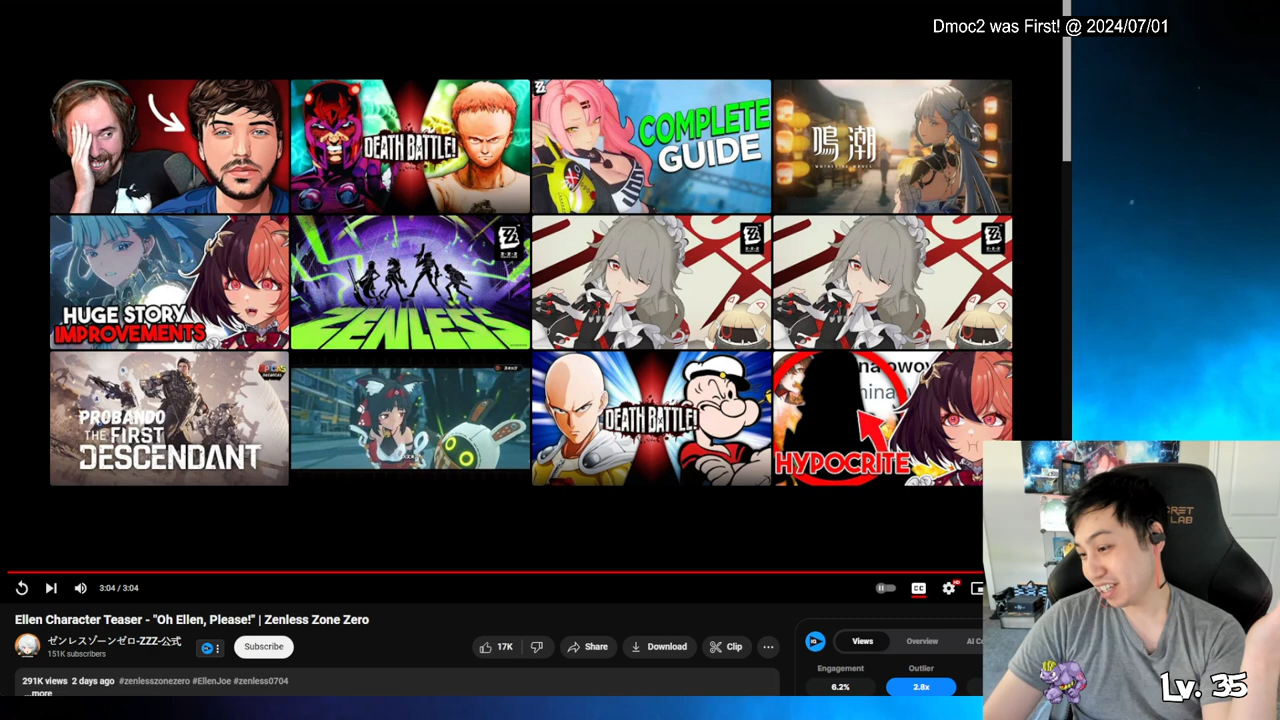 Dmoc2 was First! @ 2024/07/01
DEATH BATTLE!
COMPLETE
GUIDE
鳴潮
HUGE STORY
IMPROVEMENTS
ZENLESS
PROBANDO
THE FIRST
DESCENDANT
DEATH BATTLE!
HYPOCRITE
3:04 / 3:04
CC
HD
Ellen Character Teaser - "Oh Ellen, Please!" | Zenless Zone Zero
ゼンレスゾーンゼロ-ZZZ-公式
151K subscribers
Subscribe
17K
Share
Download
Clip
291K views 2 days ago #zenlesszonezero #EllenJoe #zenless0704
...more
Views
Overview
Engagement
Outlier
6.2%
2.8x
Lv. 35